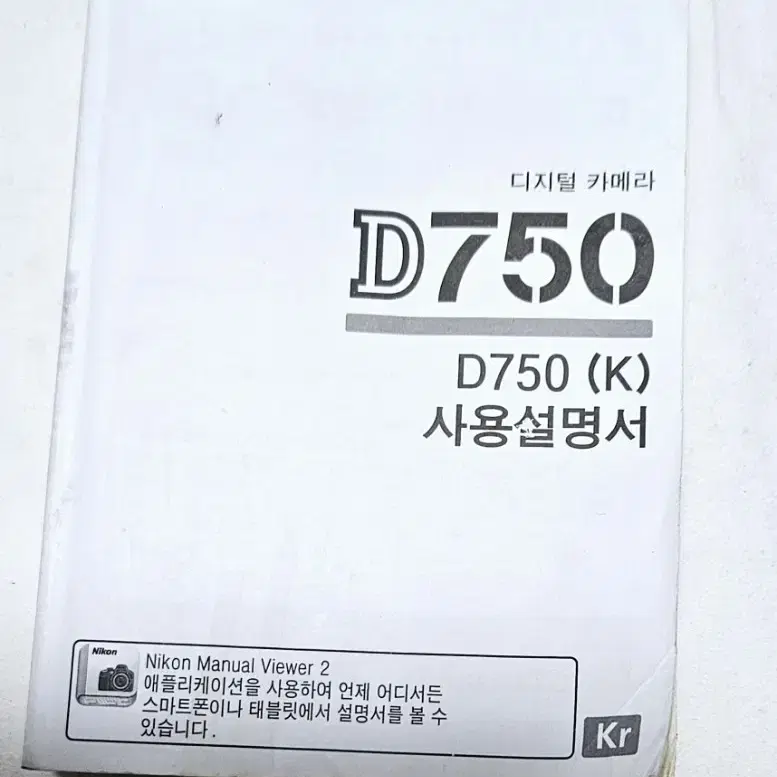 디지털 카메라
D750
D750 (K)
사용설명서
Nikon
Nikon Manual Viewer 2
애플리케이션을 사용하여 언제 어디서든
스마트폰이나 태블릿에서 설명서를 볼 수
있습니다.
Kr